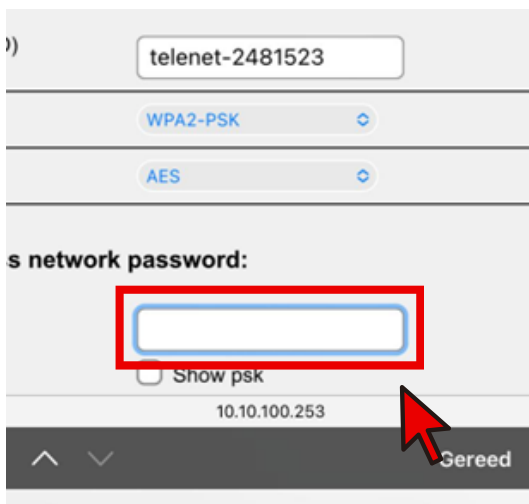 )
telenet-2481523
WPA2-PSK
AES
s network password:
Show psk
10.10.100.253
Gereed